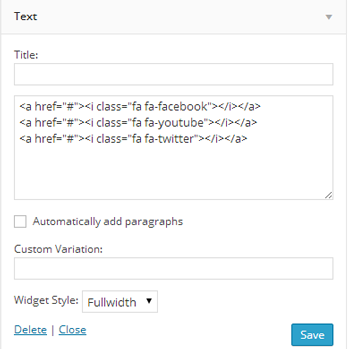 Text
Title:
<a href="#"><i class="fa fa-facebook"></i></a>
<a href="#"><i class="fa fa-youtube"></i></a>
<a href="#"><i class="fa fa-twitter"></i></a>
Automatically add paragraphs
Custom Variation:
Widget Style: Fullwidth
Delete | Close
Save